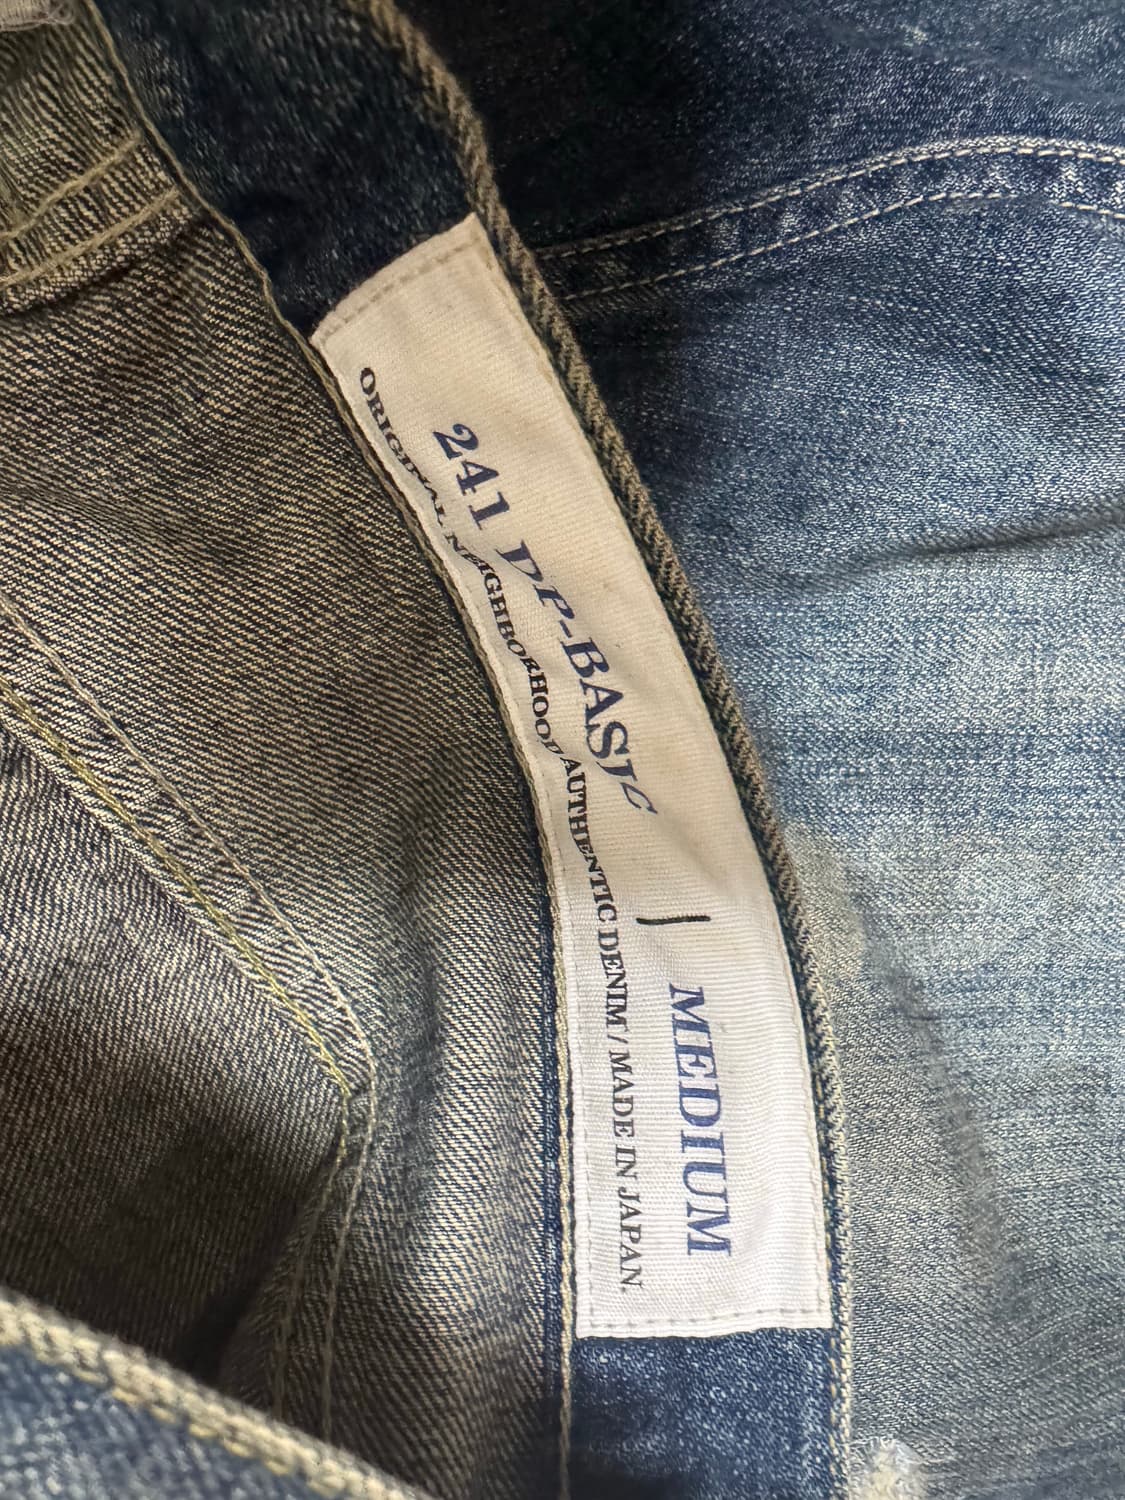 241 DP-BASIC
MEDIUM
ORIGINAL NEIGHBORHOOD AUTHENTIC DENIM / MADE IN JAPAN.